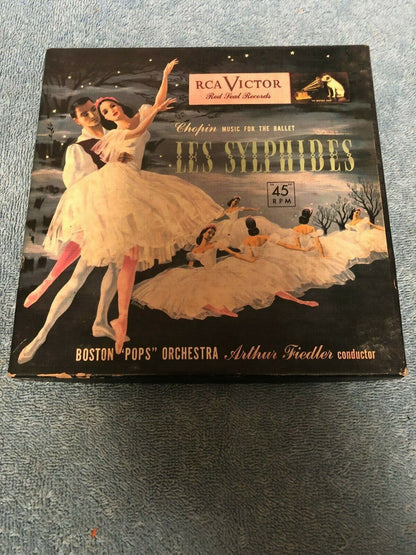 RCA VICTOR
Red Seal Records
Chopin MUSIC FOR THE BALLET
LES SYLPHIDES
45
RPM
BOSTON "POPS" ORCHESTRA Arthur Fiedler conductor